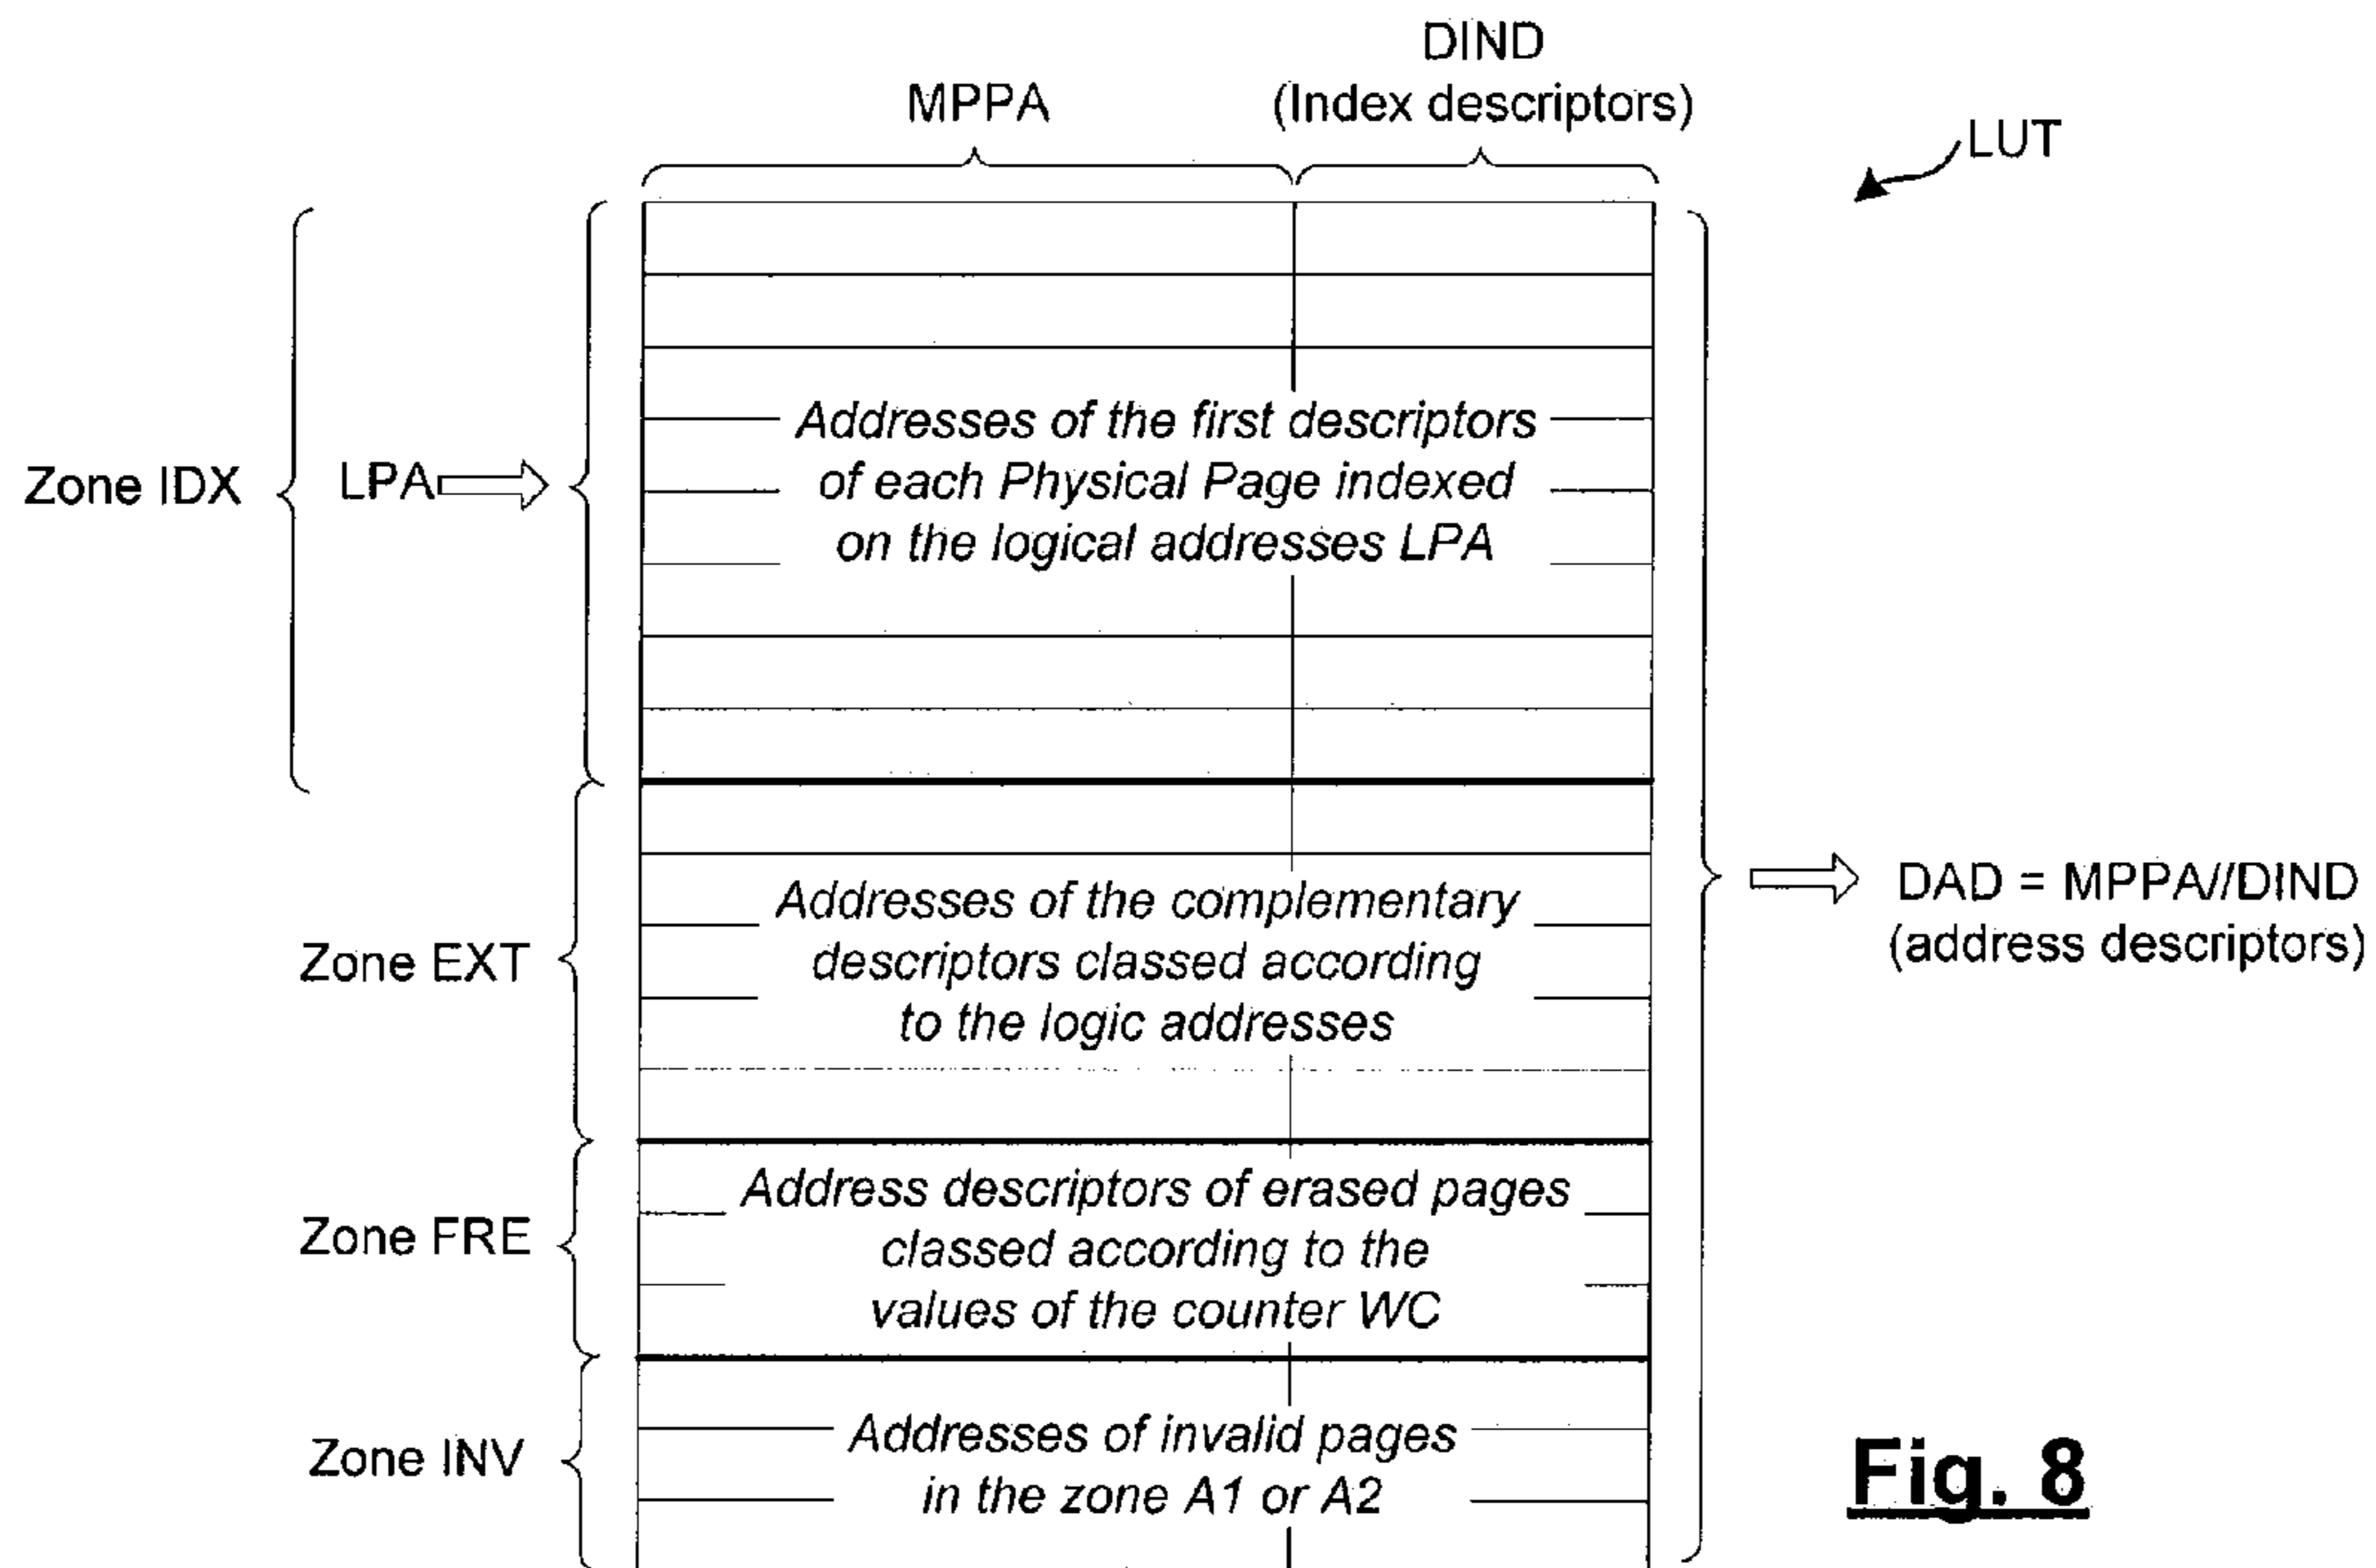 DIND
MPPA
(Index descriptors)
LUT
Zone IDX
LPA
Addresses of the first descriptors
of each Physical Page indexed
on the logical addresses LPA
Zone EXT
Addresses of the complementary
descriptors classed according
to the logic addresses
DAD = MPPA//DIND
(address descriptors)
Zone FRE
Address descriptors of erased pages
classed according to the
values of the counter WC
Zone INV
Addresses of invalid pages
in the zone A1 or A2
Fig. 8